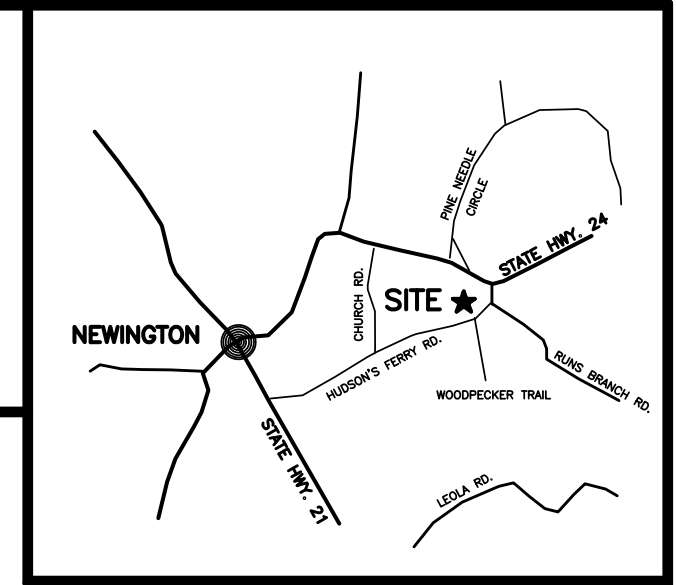 PINE NEEDLE
CIRCLE
STATE HWY. 24
CHURCH RD.
SITE
NEWINGTON
HUDSON'S FERRY RD.
RUNS BRANCH RD.
WOODPECKER TRAIL
STATE HWY. 21
LEOLA RD.